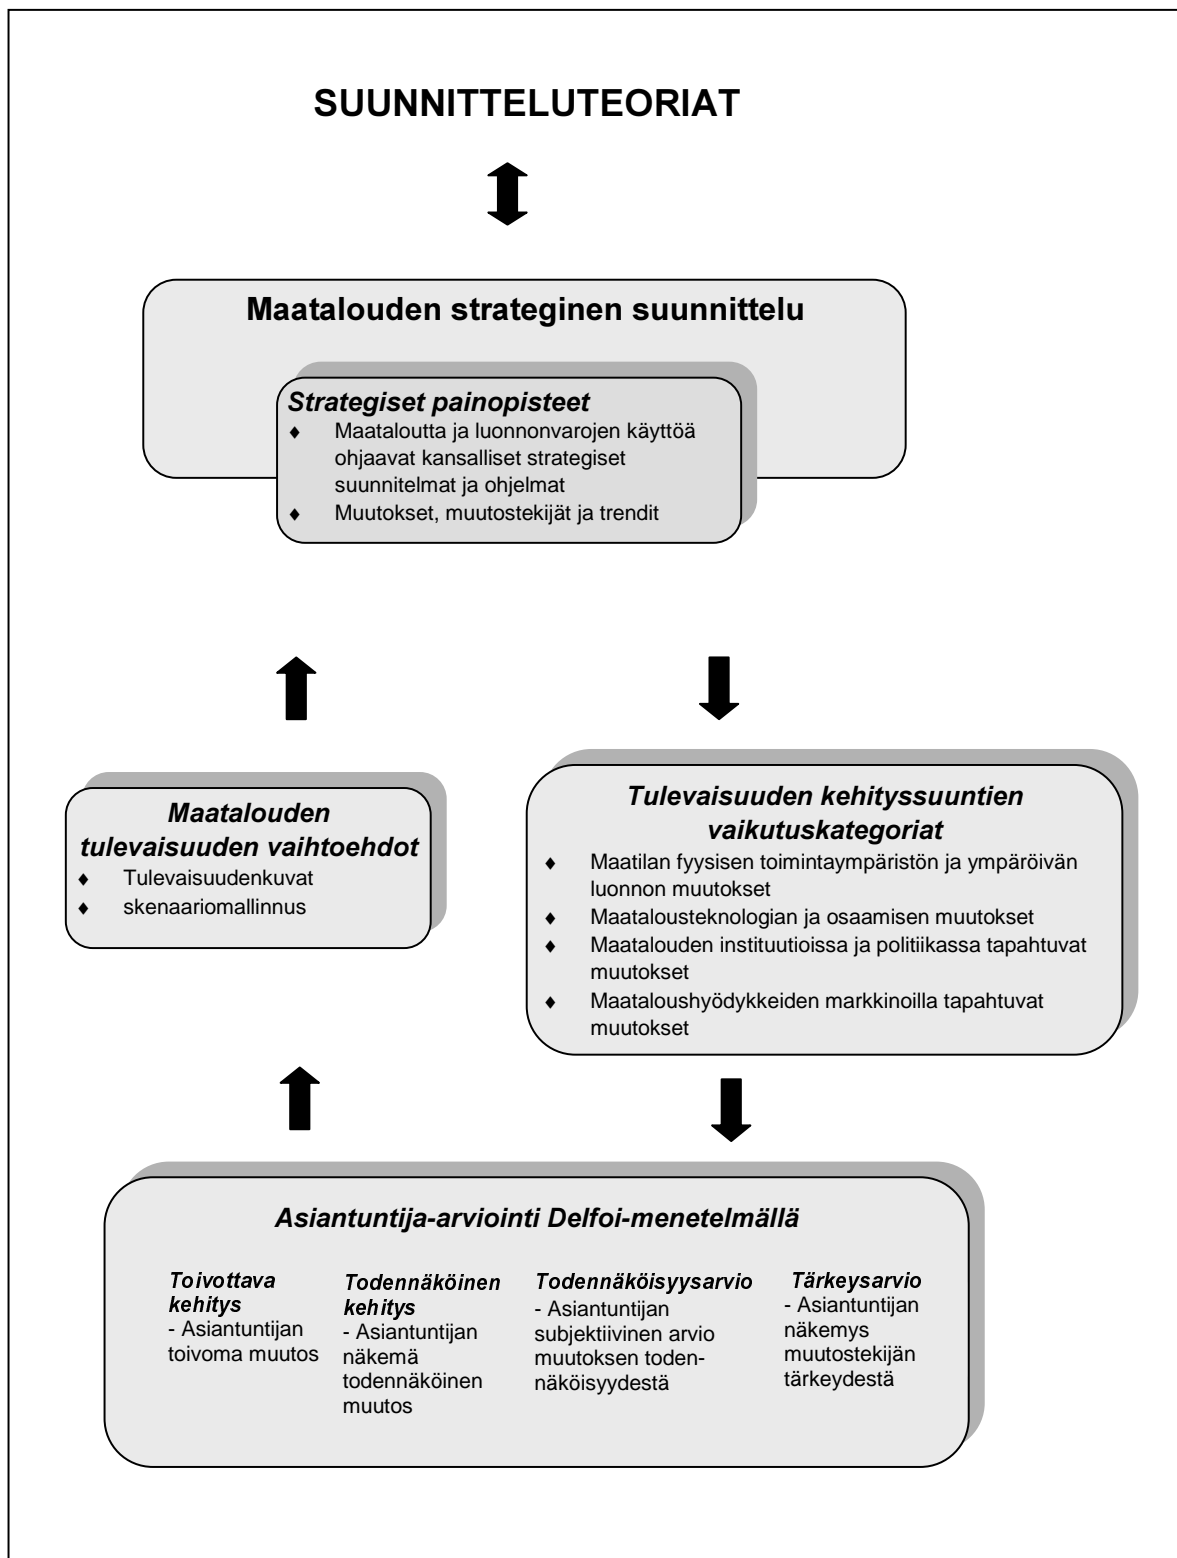 SUUNNITTELUTEORIAT
Maatalouden strateginen suunnittelu
Strategiset painopisteet
♦ Maataloutta ja luonnonvarojen käyttöä
ohjaavat kansalliset strategiset
suunnitelmat ja ohjelmat
♦ Muutokset, muutostekijät ja trendit
Maatalouden
tulevaisuuden vaihtoehdot
♦ Tulevaisuudenkuvat
♦ skenaariomallinnus
Tulevaisuuden kehityssuuntien
vaikutuskategoriat
♦ Maatilan fyysisen toimintaympäristön ja ympäröivän
luonnon muutokset
♦ Maatalousteknologian ja osaamisen muutokset
♦ Maatalouden instituutioissa ja politiikassa tapahtuvat
muutokset
♦ Maataloushyödykkeiden markkinoilla tapahtuvat
muutokset
Asiantuntija-arviointi Delfoi-menetelmällä
Toivottava
kehitys
- Asiantuntijan
toivoma muutos
Todennäköinen
kehitys
- Asiantuntijan
näkemä
todennäköinen
muutos
Todennäköisyysarvio
- Asiantuntijan
subjektiivinen arvio
muutoksen toden-
näköisyydestä
Tärkeysarvio
- Asiantuntijan
näkemys
muutostekijän
tärkeydestä